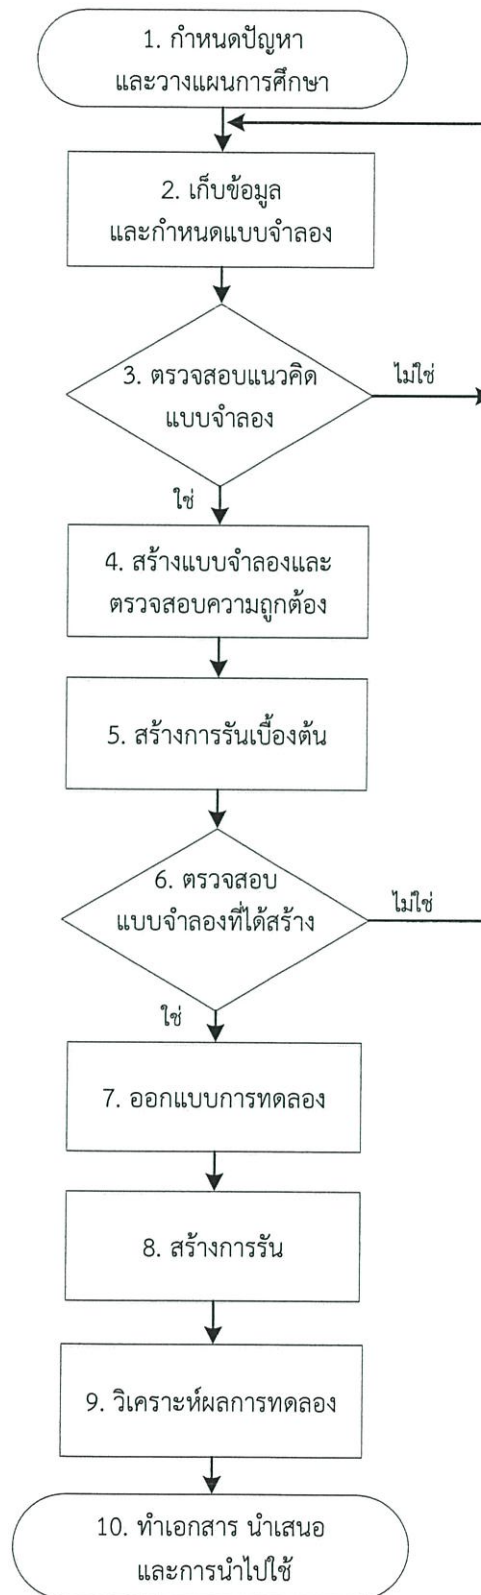 1. กำหนดปัญหา
และวางแผนการศึกษา
2. เก็บข้อมูล
และกำหนดแบบจำลอง
3. ตรวจสอบแนวคิด
แบบจำลอง
ไม่ใช่
ใช่
4. สร้างแบบจำลองและ
ตรวจสอบความถูกต้อง
5. สร้างการรันเบื้องต้น
6. ตรวจสอบ
แบบจำลองที่ได้สร้าง
ไม่ใช่
ใช่
7. ออกแบบการทดลอง
8. สร้างการรัน
9. วิเคราะห์ผลการทดลอง
10. ทำเอกสาร นำเสนอ
และการนำไปใช้